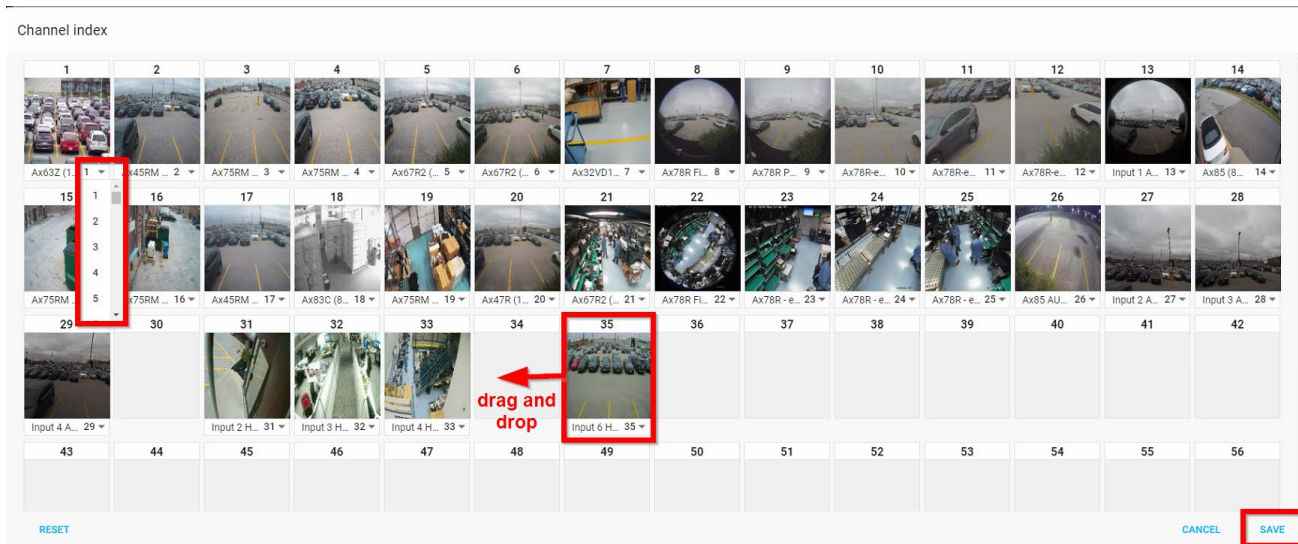 Channel index
1 2 3 4 5 6 7 8 9 10 11 12 13 14
Ax63Z (1... 1 Ax45RM ... 2 Ax75RM ... 3 Ax75RM ... 4 Ax67R2 (... 5 Ax67R2 (... 6 Ax32VD1... 7 Ax78R Fi... 8 Ax78R P... 9 Ax78R-e... 10 Ax78R-e... 11 Ax78R-e... 12 Input 1 A... 13 Ax85 (8... 14
15 16 17 18 19 20 21 22 23 24 25 26 27 28
1
2
3
4
5
Ax75RM 75RM ... 16 Ax45RM ... 17 Ax83C (8... 18 Ax75RM ... 19 Ax47R (1... 20 Ax67R2 (... 21 Ax78R Fi... 22 Ax78R - e... 23 Ax78R - e... 24 Ax78R - e... 25 Ax85 AU... 26 Input 2 A... 27 Input 3 A... 28
29 30 31 32 33 34 35 36 37 38 39 40 41 42
drag and
drop
Input 4 A... 29 Input 2 H... 31 Input 3 H... 32 Input 4 H... 33 Input 6 H... 35
43 44 45 46 47 48 49 50 51 52 53 54 55 56
RESET CANCEL SAVE